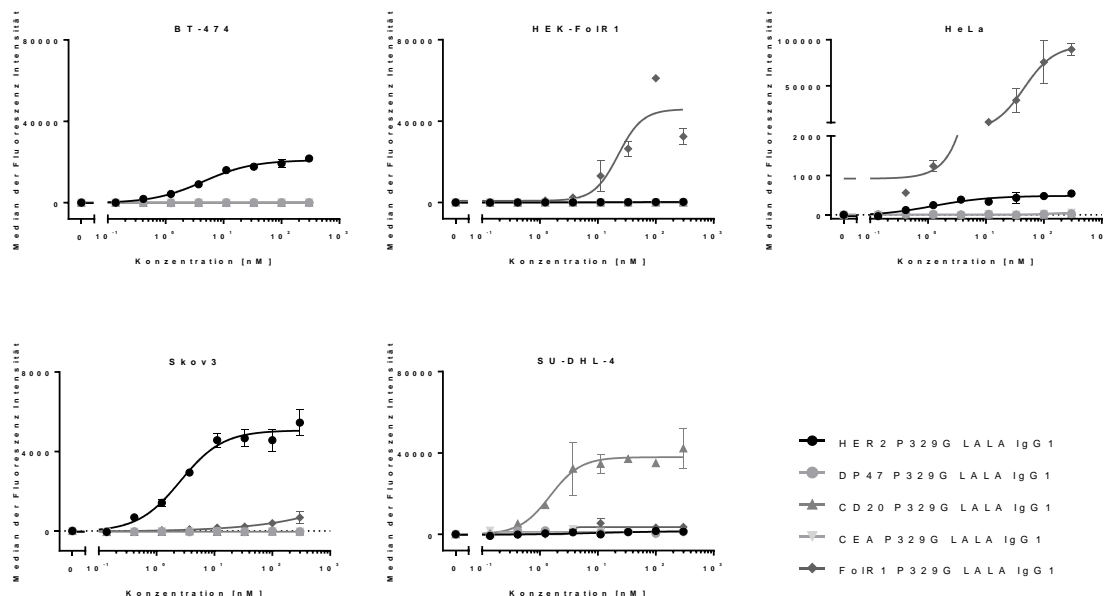 BT-474
Median der Fluoreszenz Intensität
80000
40000
0
0 10⁻¹ 10⁰ 10¹ 10² 10³
Konzentration [nM]
HEK-FolR1
Median der Fluoreszenz Intensität
80000
40000
0
0 10⁻¹ 10⁰ 10¹ 10² 10³
Konzentration [nM]
HeLa
Median der Fluoreszenz Intensität
100000
50000
2000
1000
0
0 10⁻¹ 10⁰ 10¹ 10² 10³
Konzentration [nM]
Skov3
Median der Fluoreszenz Intensität
8000
4000
0
0 10⁻¹ 10⁰ 10¹ 10² 10³
Konzentration [nM]
SU-DHL-4
Median der Fluoreszenz Intensität
80000
40000
0
0 10⁻¹ 10⁰ 10¹ 10² 10³
Konzentration [nM]
HER2 P329G LALA IgG1
DP47 P329G LALA IgG1
CD20 P329G LALA IgG1
CEA P329G LALA IgG1
FolR1 P329G LALA IgG1